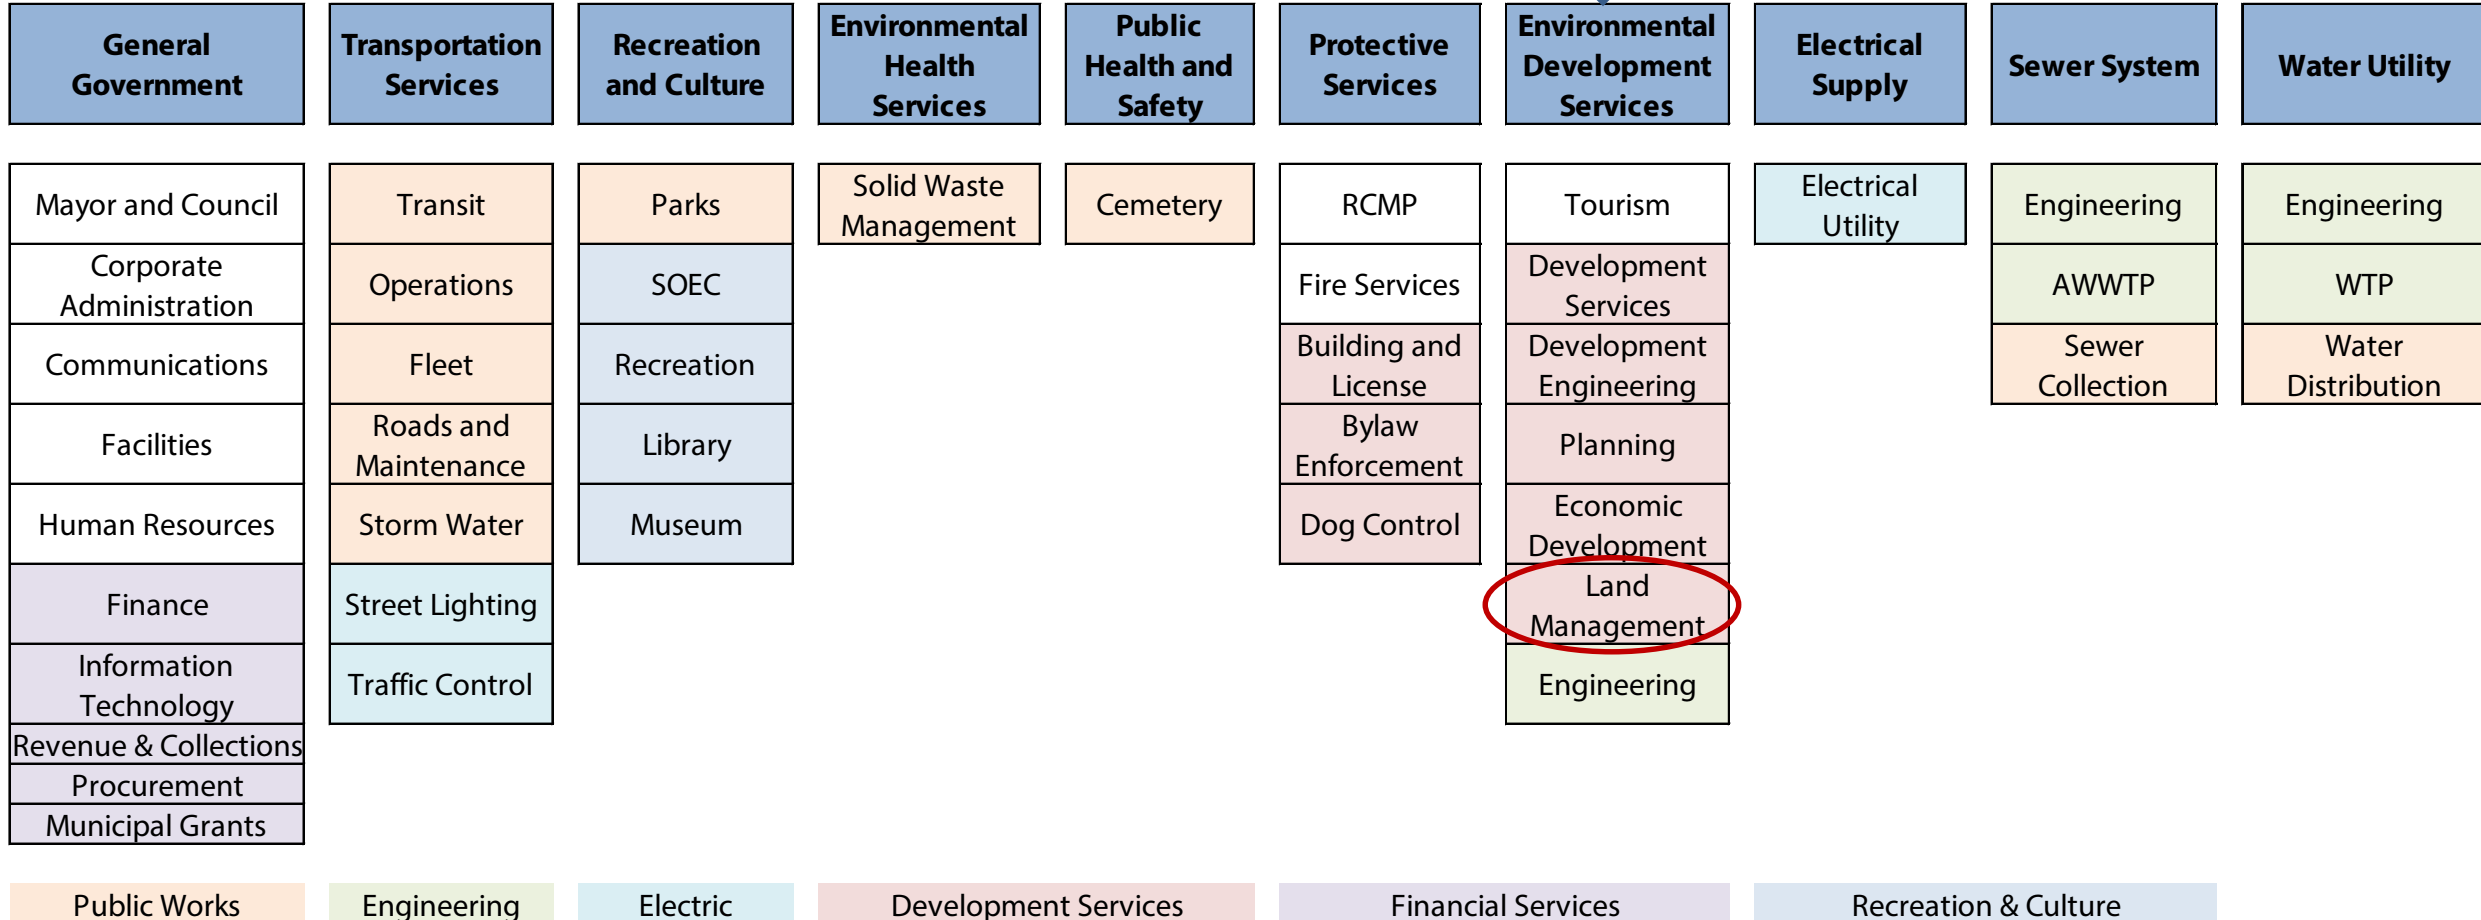 General
Government
Transportation
Services
Recreation
and Culture
Environmental
Health
Services
Public
Health and
Safety
Protective
Services
Environmental
Development
Services
Electrical
Supply
Sewer System
Water Utility
Mayor and Council
Corporate
Administration
Communications
Facilities
Human Resources
Finance
Information
Technology
Revenue & Collections
Procurement
Municipal Grants
Transit
Operations
Fleet
Roads and
Maintenance
Storm Water
Street Lighting
Traffic Control
Parks
SOEC
Recreation
Library
Museum
Solid Waste
Management
Cemetery
RCMP
Fire Services
Building and
License
Bylaw
Enforcement
Dog Control
Tourism
Development
Services
Development
Engineering
Planning
Economic
Development
Land
Management
Engineering
Electrical
Utility
Engineering
AWWTP
Sewer
Collection
Engineering
WTP
Water
Distribution
Public Works
Engineering
Electric
Development Services
Financial Services
Recreation & Culture